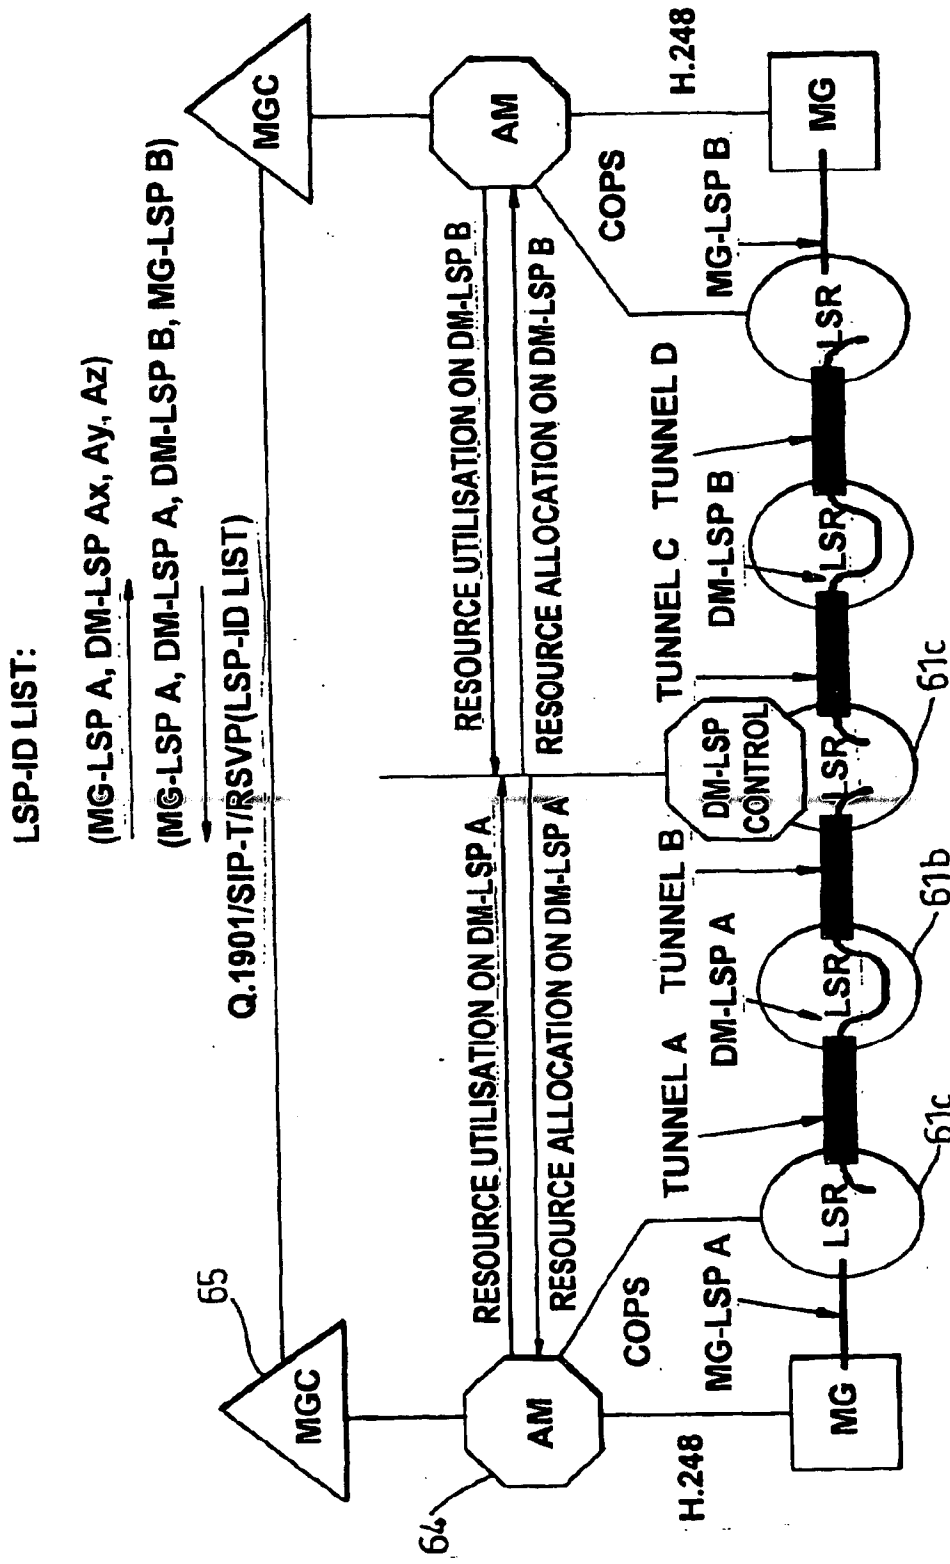 LSP-ID LIST:
(MG-LSP A, DM-LSP Ax, Ay, Az)
(MG-LSP A, DM-LSP A, DM-LSP B, MG-LSP B)
Q.1901/SIP-T/RSVP(LSP-ID LIST)
65
MGC
MGC
64
AM
AM
RESOURCE UTILISATION ON DM-LSP A
RESOURCE ALLOCATION ON DM-LSP A
RESOURCE UTILISATION ON DM-LSP B
RESOURCE ALLOCATION ON DM-LSP B
H.248
COPS
COPS
H.248
MG-LSP A
TUNNEL A
DM-LSP A
TUNNEL B
DM-LSP
CONTROL
TUNNEL C
DM-LSP B
TUNNEL D
MG-LSP B
MG
LSR
LSR
LSR
LSR
LSR
MG
61c
61b
61c